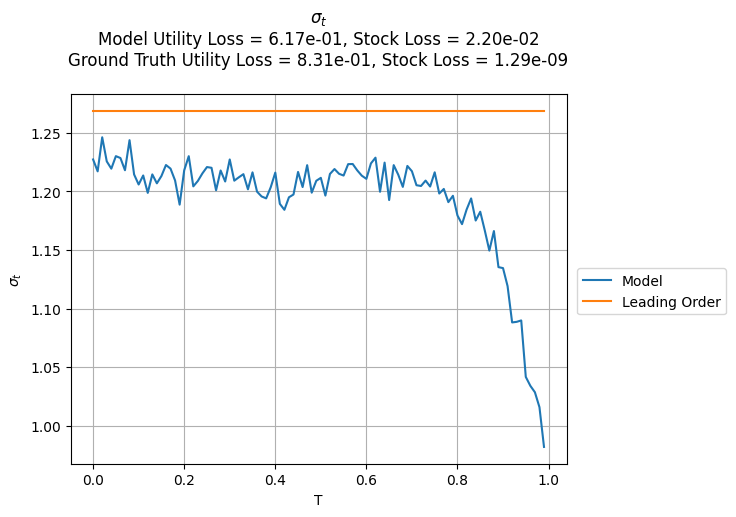 σt
Model Utility Loss = 6.17e-01, Stock Loss = 2.20e-02
Ground Truth Utility Loss = 8.31e-01, Stock Loss = 1.29e-09
1.25
1.20
1.15
1.10
1.05
1.00
σt
0.0 0.2 0.4 0.6 0.8 1.0
T
Model
Leading Order